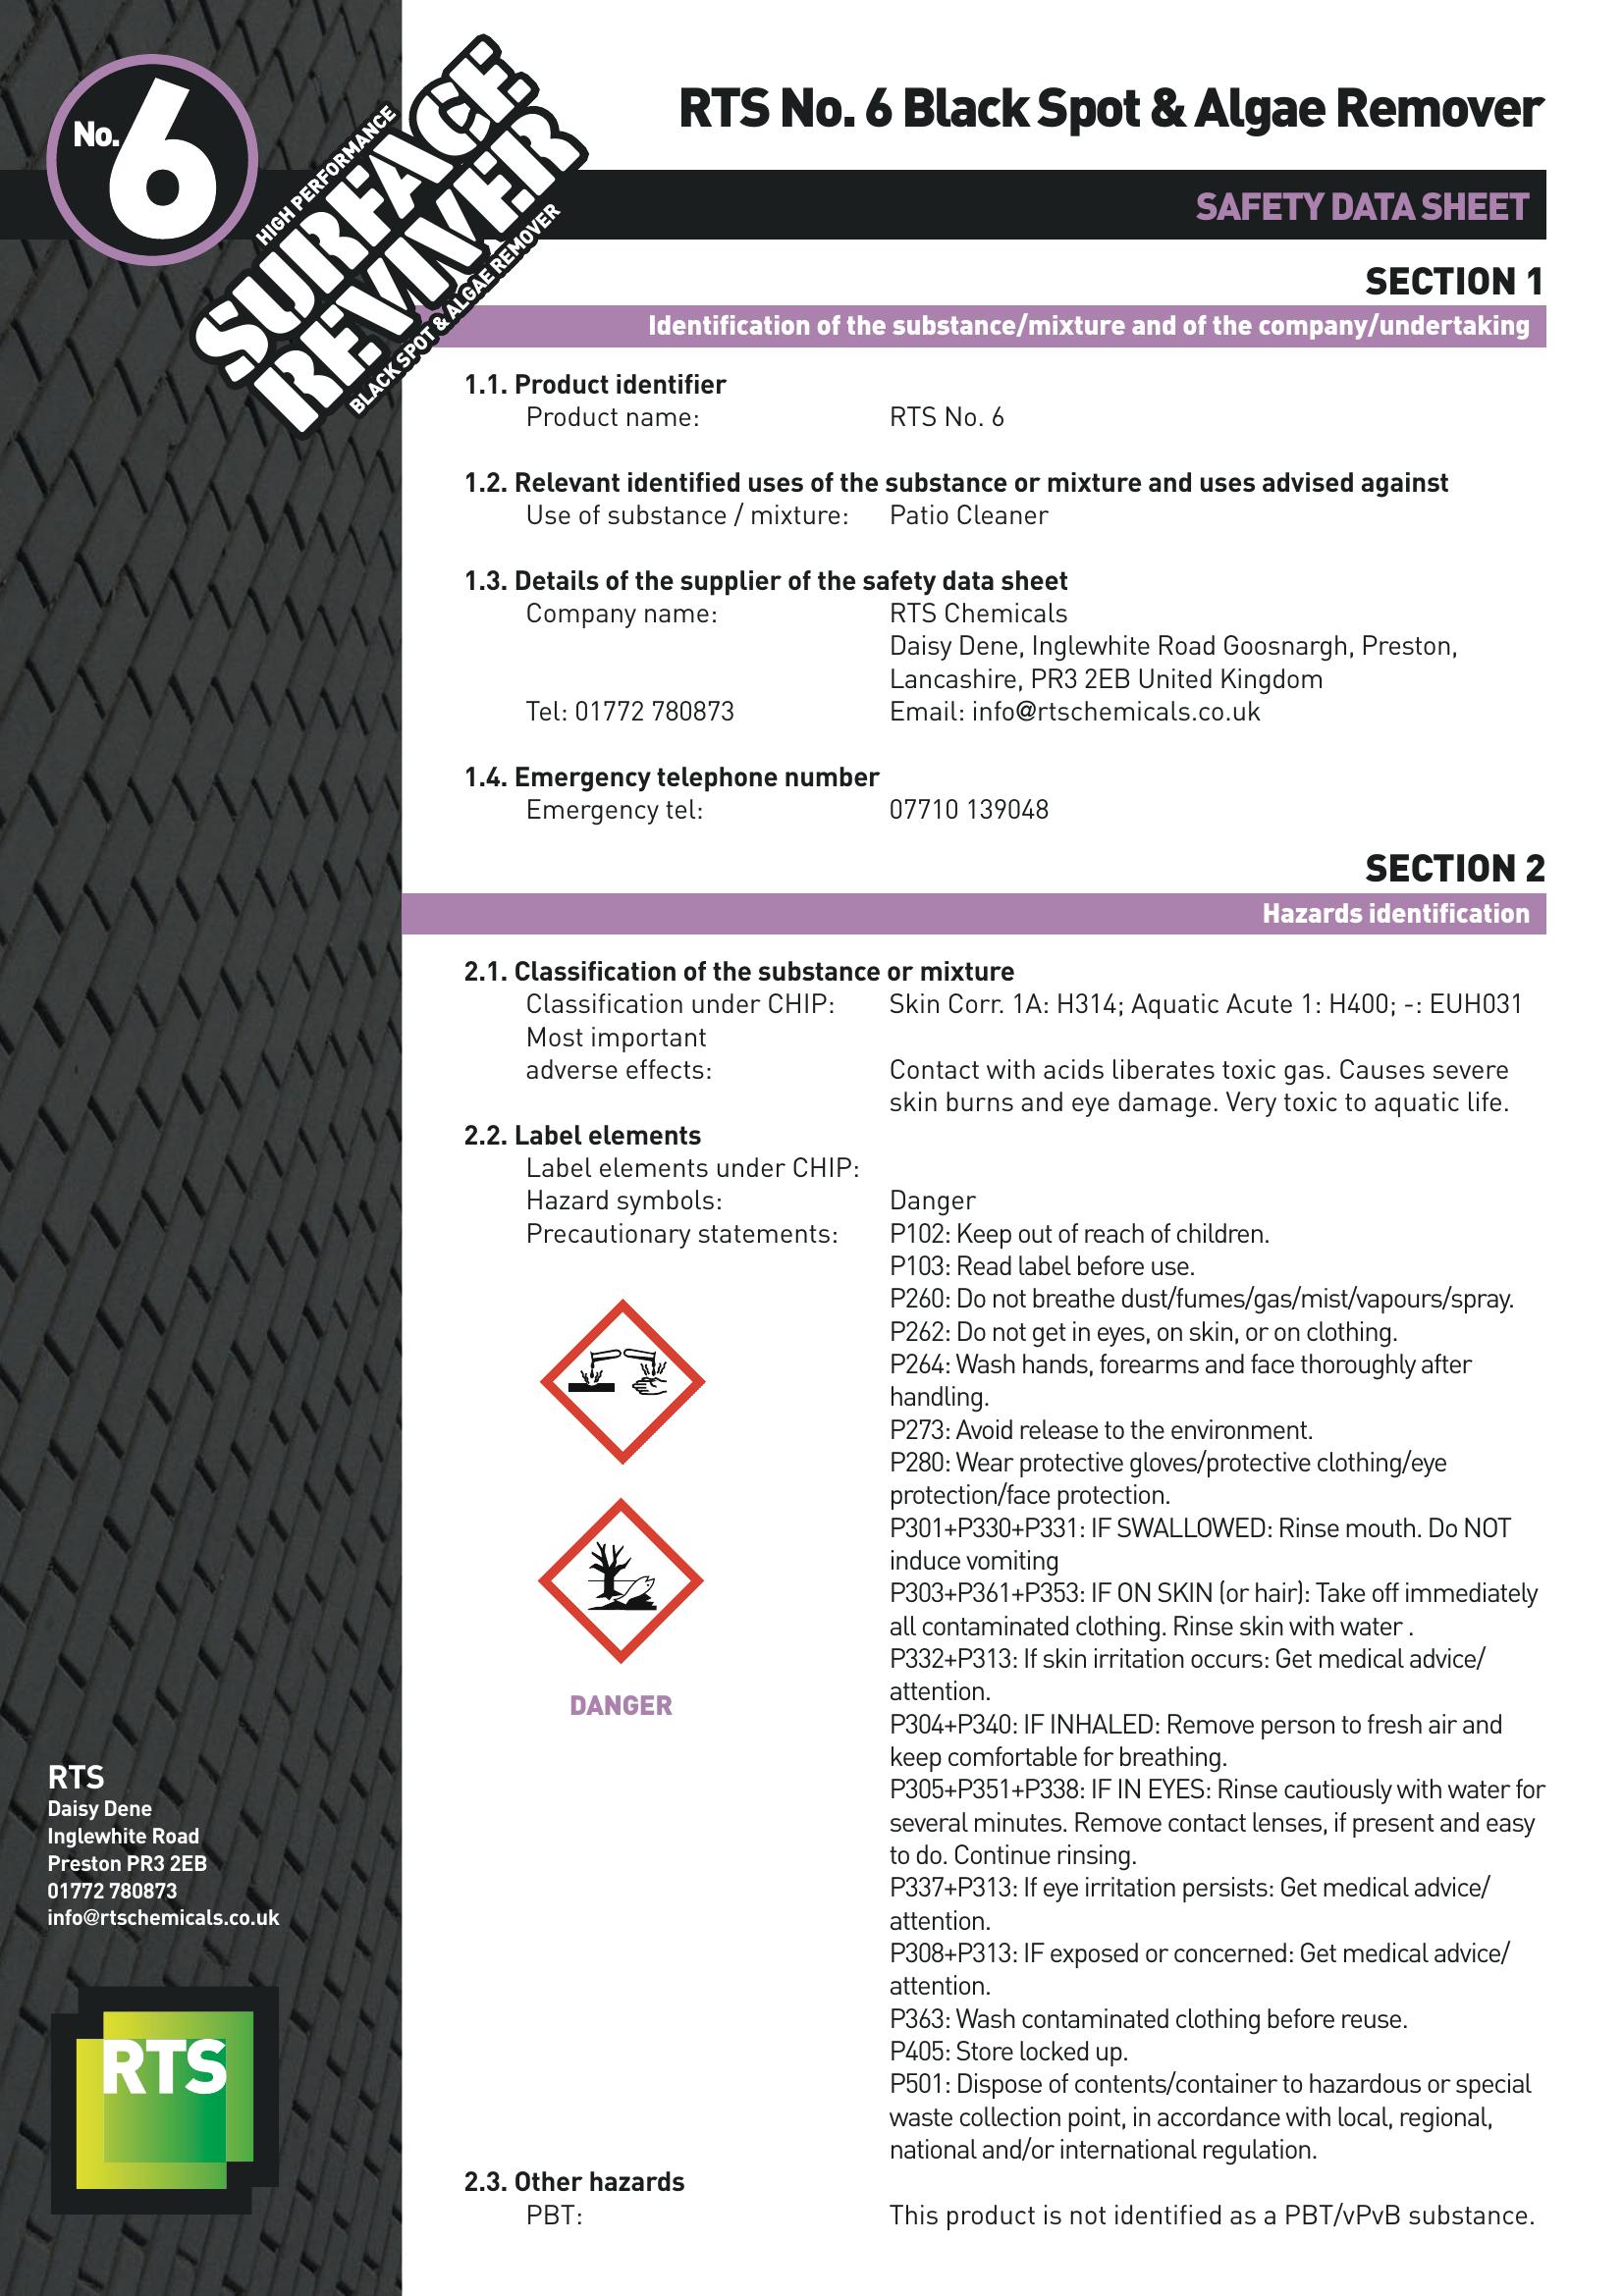 No.6
HIGH PERFORMANCE
SURFACE
REVIVER
BLACK SPOT & ALGAE REMOVER
RTS No. 6 Black Spot & Algae Remover
SAFETY DATA SHEET
SECTION 1
Identification of the substance/mixture and of the company/undertaking
1.1. Product identifier
Product name: RTS No. 6
1.2. Relevant identified uses of the substance or mixture and uses advised against
Use of substance / mixture: Patio Cleaner
1.3. Details of the supplier of the safety data sheet
Company name: RTS Chemicals
Daisy Dene, Inglewhite Road Goosnargh, Preston,
Lancashire, PR3 2EB United Kingdom
Tel: 01772 780873 Email: info@rtschemicals.co.uk
1.4. Emergency telephone number
Emergency tel: 07710 139048
SECTION 2
Hazards identification
2.1. Classification of the substance or mixture
Classification under CHIP: Skin Corr. 1A: H314; Aquatic Acute 1: H400; -: EUH031
Most important
adverse effects: Contact with acids liberates toxic gas. Causes severe
skin burns and eye damage. Very toxic to aquatic life.
2.2. Label elements
Label elements under CHIP:
Hazard symbols: Danger
Precautionary statements: P102: Keep out of reach of children.
P103: Read label before use.
P260: Do not breathe dust/fumes/gas/mist/vapours/spray.
P262: Do not get in eyes, on skin, or on clothing.
P264: Wash hands, forearms and face thoroughly after
handling.
P273: Avoid release to the environment.
P280: Wear protective gloves/protective clothing/eye
protection/face protection.
P301+P330+P331: IF SWALLOWED: Rinse mouth. Do NOT
induce vomiting
P303+P361+P353: IF ON SKIN (or hair): Take off immediately
all contaminated clothing. Rinse skin with water .
P332+P313: If skin irritation occurs: Get medical advice/
attention.
DANGER
P304+P340: IF INHALED: Remove person to fresh air and
keep comfortable for breathing.
P305+P351+P338: IF IN EYES: Rinse cautiously with water for
several minutes. Remove contact lenses, if present and easy
to do. Continue rinsing.
P337+P313: If eye irritation persists: Get medical advice/
attention.
P308+P313: IF exposed or concerned: Get medical advice/
attention.
P363: Wash contaminated clothing before reuse.
P405: Store locked up.
P501: Dispose of contents/container to hazardous or special
waste collection point, in accordance with local, regional,
national and/or international regulation.
2.3. Other hazards
PBT: This product is not identified as a PBT/vPvB substance.
RTS
Daisy Dene
Inglewhite Road
Preston PR3 2EB
01772 780873
info@rtschemicals.co.uk
RTS